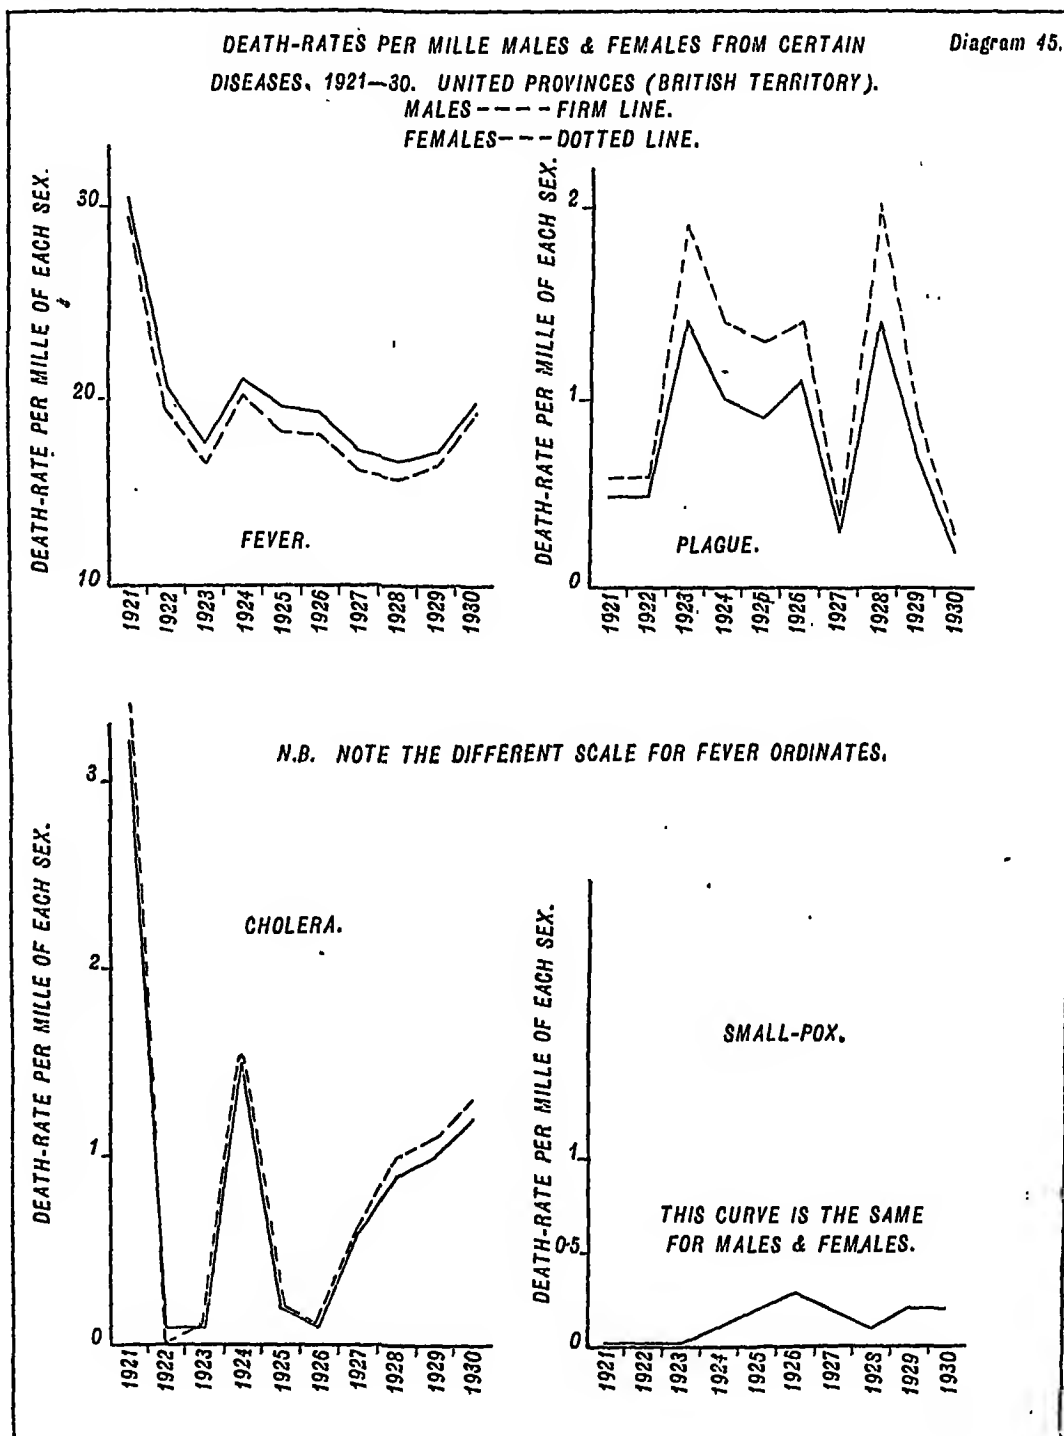 DEATH-RATES PER MILLE MALES & FEMALES FROM CERTAIN
Diagram 45.
DISEASES. 1921—30. UNITED PROVINCES (BRITISH TERRITORY).
MALES ---- FIRM LINE.
FEMALES --- DOTTED LINE.
DEATH-RATE PER MILLE OF EACH SEX.
30
20
10
FEVER.
1921 1922 1923 1924 1925 1926 1927 1928 1929 1930
DEATH-RATE PER MILLE OF EACH SEX.
2
1
0
PLAGUE.
1921 1922 1923 1924 1925 1926 1927 1928 1929 1930
N.B. NOTE THE DIFFERENT SCALE FOR FEVER ORDINATES.
DEATH-RATE PER MILLE OF EACH SEX.
3
2
1
0
CHOLERA.
1921 1922 1923 1924 1925 1926 1927 1928 1929 1930
DEATH-RATE PER MILLE OF EACH SEX.
1
0·5
0
SMALL-POX.
THIS CURVE IS THE SAME
FOR MALES & FEMALES.
1921 1922 1923 1924 1925 1926 1927 1928 1929 1930